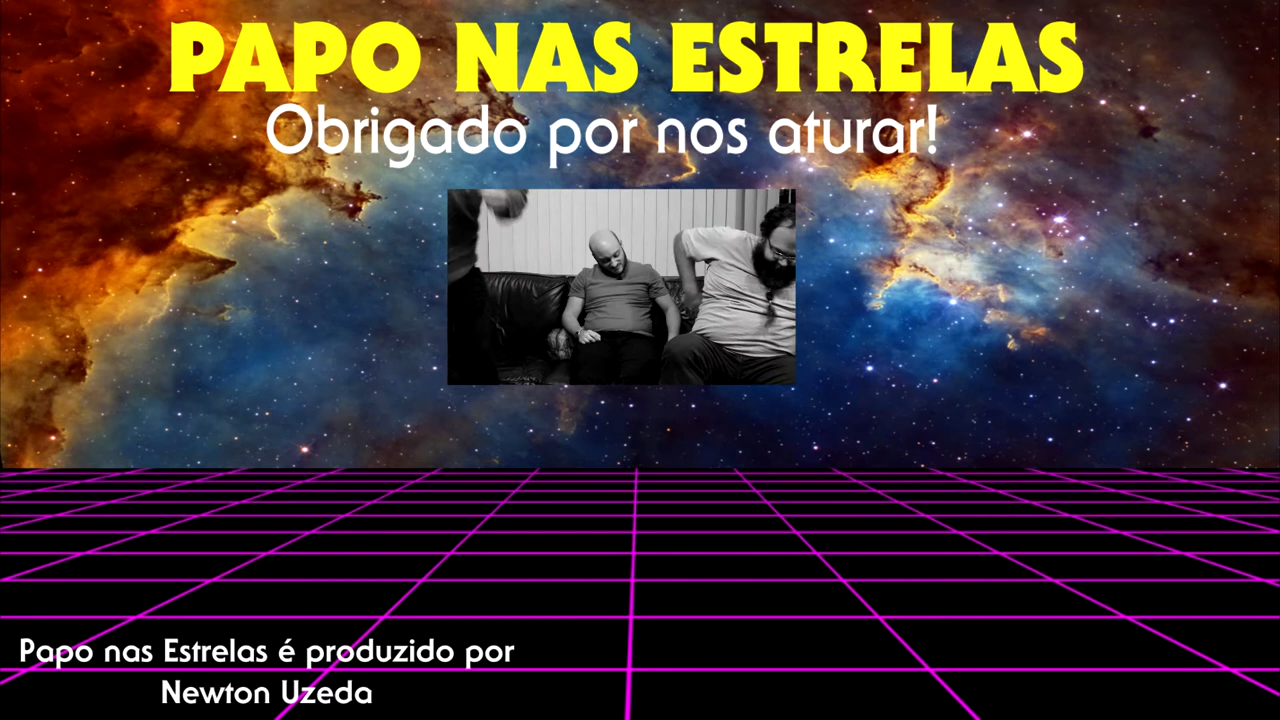 PAPO NAS ESTRELAS
Obrigado por nos aturar!
Papo nas Estrelas é produzido por
Newton Uzeda